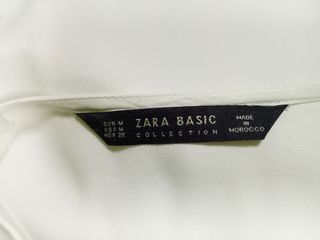 EUR M
USA M
MEX 28
ZARA BASIC
COLLECTION
MADE
IN
MOROCCO